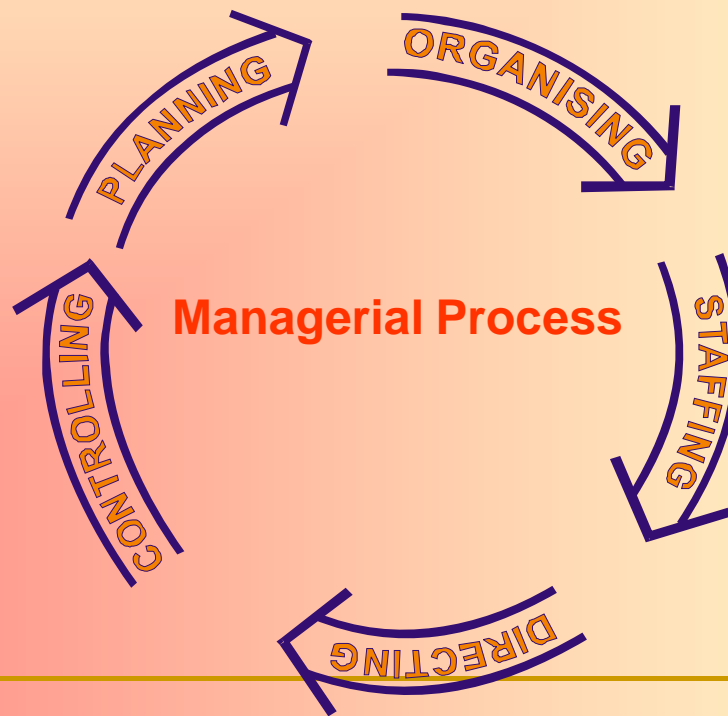 PLANNING
ORGANISING
STAFFING
DIRECTING
CONTROLLING
Managerial Process